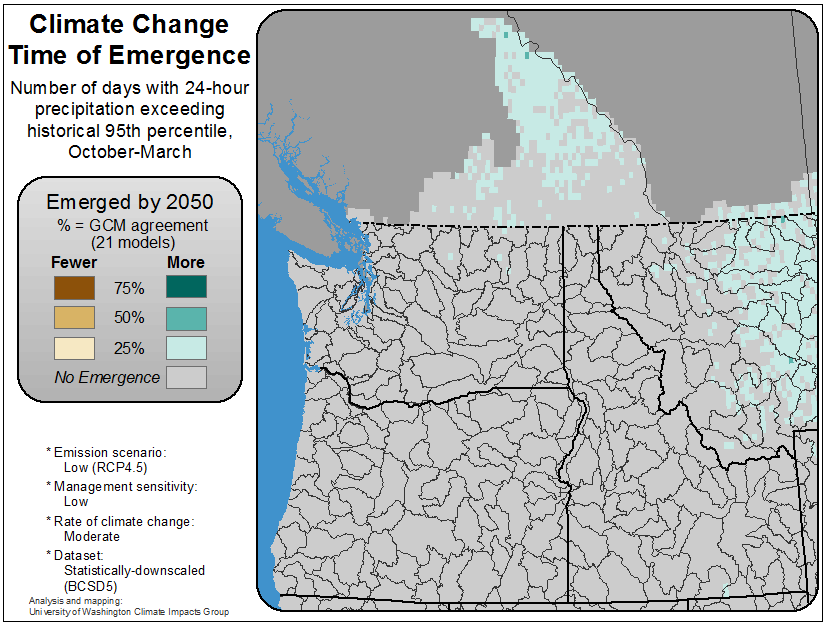 Climate Change
Time of Emergence
Number of days with 24-hour
precipitation exceeding
historical 95th percentile,
October-March
Emerged by 2050
% = GCM agreement
(21 models)
Fewer More
75%
50%
25%
No Emergence
* Emission scenario:
Low (RCP4.5)
* Management sensitivity:
Low
* Rate of climate change:
Moderate
* Dataset:
Statistically-downscaled
(BCSD5)
Analysis and mapping:
University of Washington Climate Impacts Group